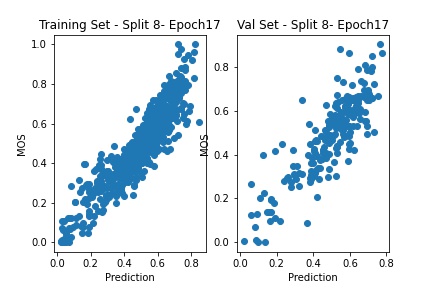 Training Set - Split 8- Epoch17
Val Set - Split 8- Epoch17
1.0
0.8
0.6
0.4
0.2
0.0
MOS
0.0 0.2 0.4 0.6 0.8
Prediction
0.8
0.6
0.4
0.2
0.0
MOS
0.0 0.2 0.4 0.6 0.8
Prediction